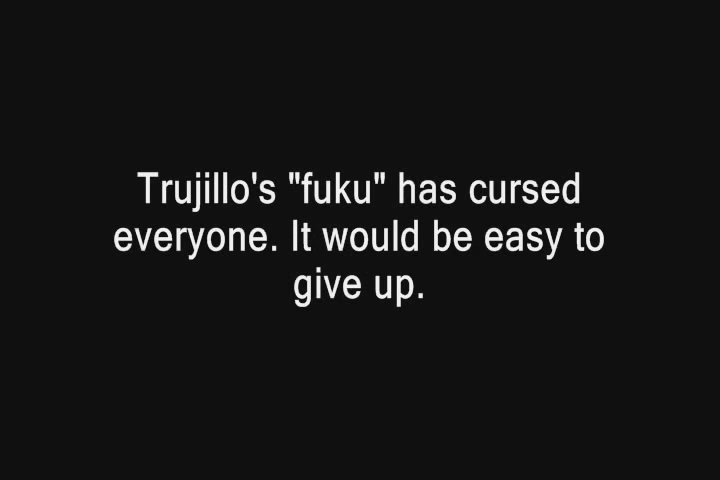 Trujillo's "fuku" has cursed
everyone. It would be easy to
give up.